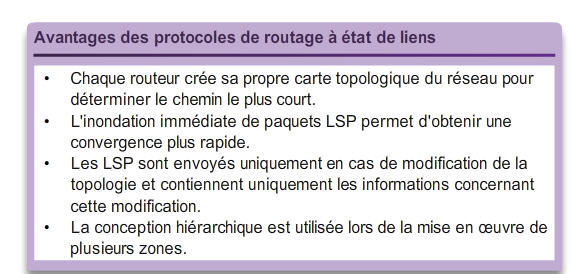 Avantages des protocoles de routage à état de liens
• Chaque routeur crée sa propre carte topologique du réseau pour
déterminer le chemin le plus court.
• L'inondation immédiate de paquets LSP permet d'obtenir une
convergence plus rapide.
• Les LSP sont envoyés uniquement en cas de modification de la
topologie et contiennent uniquement les informations concernant
cette modification.
• La conception hiérarchique est utilisée lors de la mise en œuvre de
plusieurs zones.